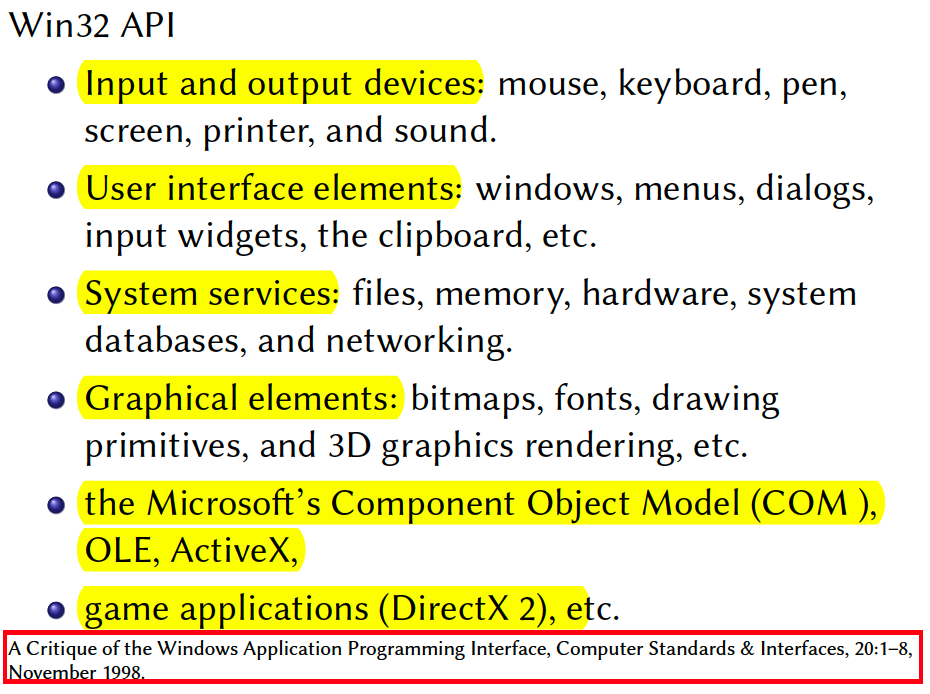 Win32 API
Input and output devices: mouse, keyboard, pen,
screen, printer, and sound.
User interface elements: windows, menus, dialogs,
input widgets, the clipboard, etc.
System services: files, memory, hardware, system
databases, and networking.
Graphical elements: bitmaps, fonts, drawing
primitives, and 3D graphics rendering, etc.
the Microsoft's Component Object Model (COM ),
OLE, ActiveX,
game applications (DirectX 2), etc.
A Critique of the Windows Application Programming Interface, Computer Standards & Interfaces, 20:1–8,
November 1998.